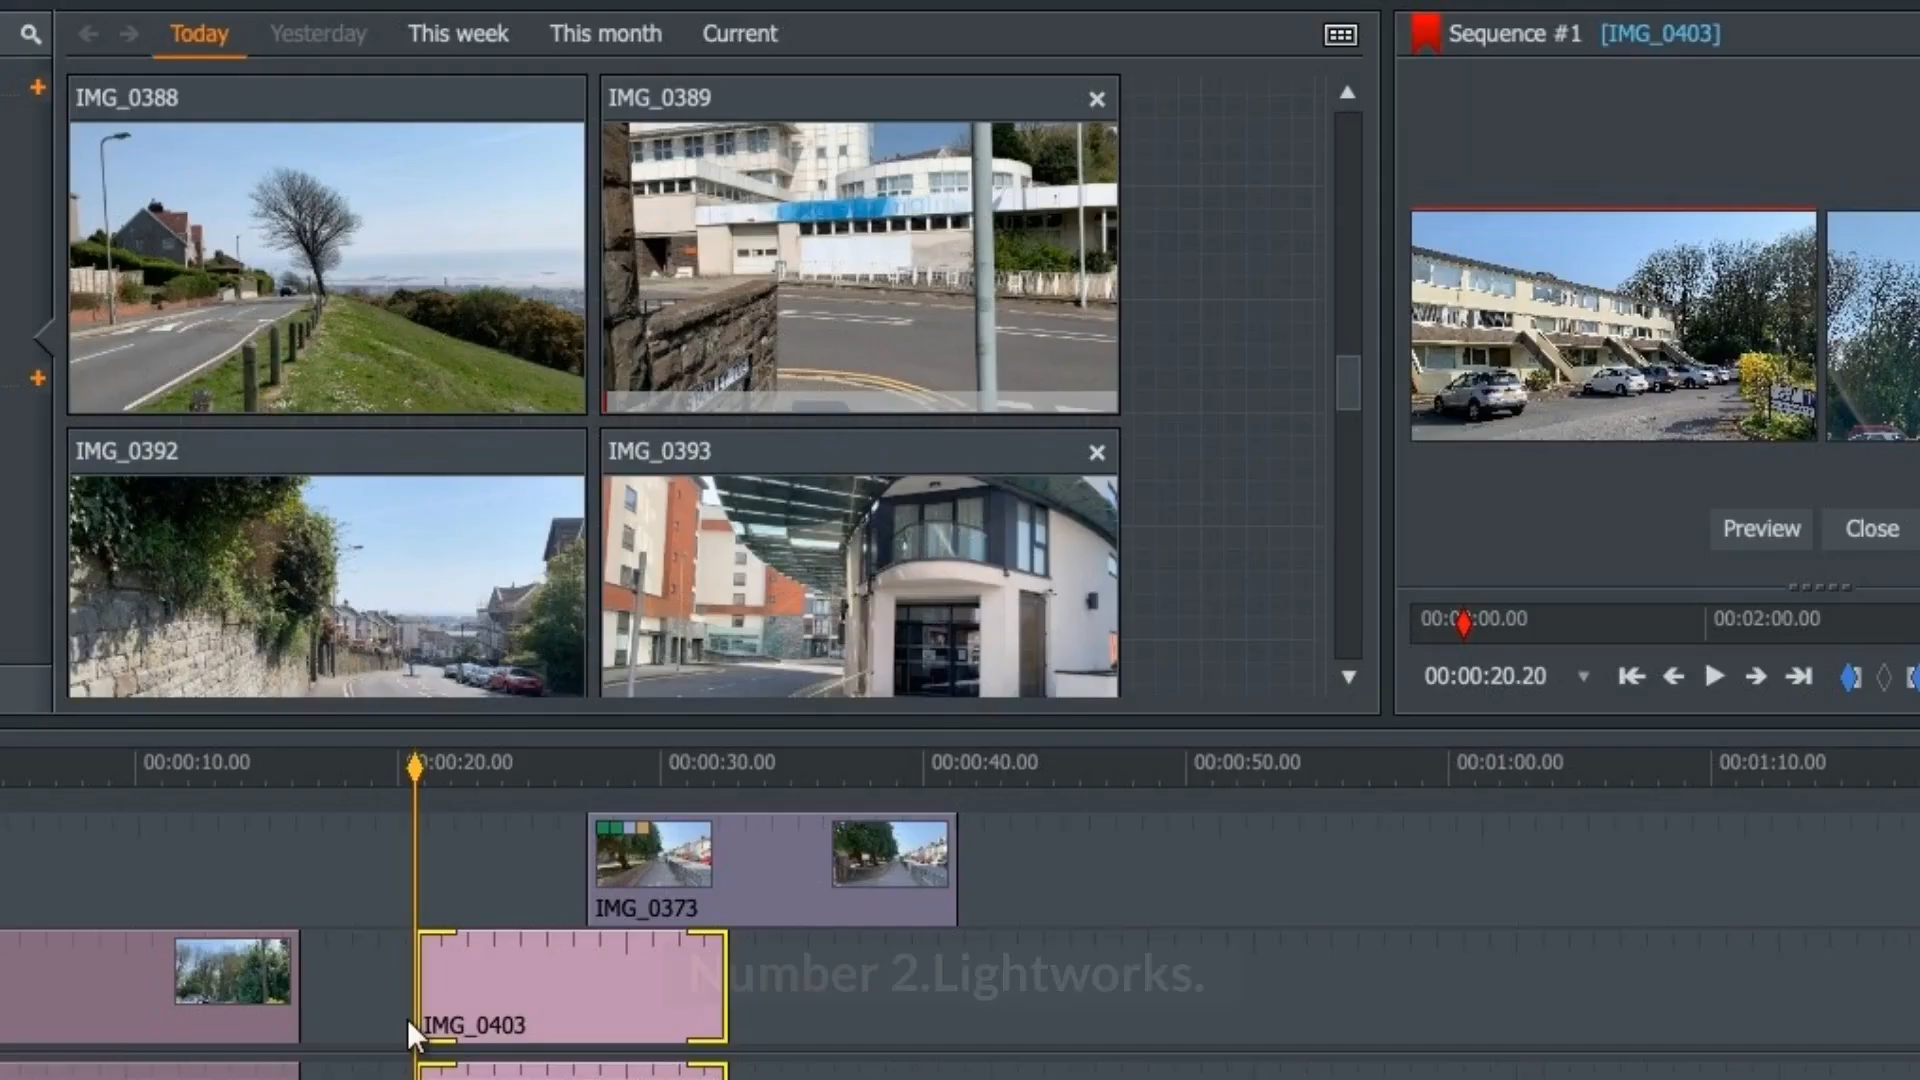 Today Yesterday This week This month Current
Sequence #1 [IMG_0403]
IMG_0388
IMG_0389
IMG_0392
IMG_0393
Preview Close
00:02:00.00
00:00:20.20
00:00:10.00 00:00:30.00 00:00:40.00 00:00:50.00 00:01:00.00 00:01:10.00
IMG_0373
Number 2.Lightworks.
IMG_0403